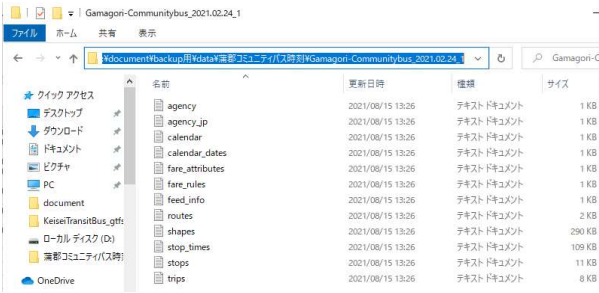 Gamagori-Communitybus_2021.02.24_1
ファイル ホーム 共有 表示
:¥document¥backup用¥data¥蒲郡コミュニティバス時刻¥Gamagori-Communitybus_2021.02.24_1
Gamagori-C
名前 更新日時 種類 サイズ
クイック アクセス
デスクトップ
ダウンロード
ドキュメント
ピクチャ
PC
document
KeiseiTransitBus_gtfs
ローカル ディスク (D:)
蒲郡コミュニティバス時
OneDrive
agency 2021/08/15 13:26 テキスト ドキュメント 1 KB
agency_jp 2021/08/15 13:26 テキスト ドキュメント 1 KB
calendar 2021/08/15 13:26 テキスト ドキュメント 1 KB
calendar_dates 2021/08/15 13:26 テキスト ドキュメント 1 KB
fare_attributes 2021/08/15 13:26 テキスト ドキュメント 1 KB
fare_rules 2021/08/15 13:26 テキスト ドキュメント 1 KB
feed_info 2021/08/15 13:26 テキスト ドキュメント 1 KB
routes 2021/08/15 13:26 テキスト ドキュメント 2 KB
shapes 2021/08/15 13:26 テキスト ドキュメント 290 KB
stop_times 2021/08/15 13:26 テキスト ドキュメント 109 KB
stops 2021/08/15 13:26 テキスト ドキュメント 11 KB
trips 2021/08/15 13:26 テキスト ドキュメント 8 KB